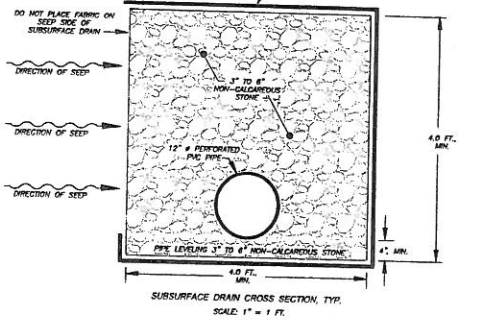 DO NOT PLACE FABRIC ON
SEEP SIDE OF
SUBSURFACE DRAIN
DIRECTION OF SEEP
3" TO 6"
NON-CALCAREOUS
STONE
DIRECTION OF SEEP
12" ø PERFORATED
PVC PIPE
DIRECTION OF SEEP
4.0 FT.,
MIN.
PIPE LEVELING 3" TO 6" NON-CALCAREOUS STONE
4", MIN.
4.0 FT.,
MIN.
SUBSURFACE DRAIN CROSS SECTION, TYP.
SCALE: 1" = 1 FT.